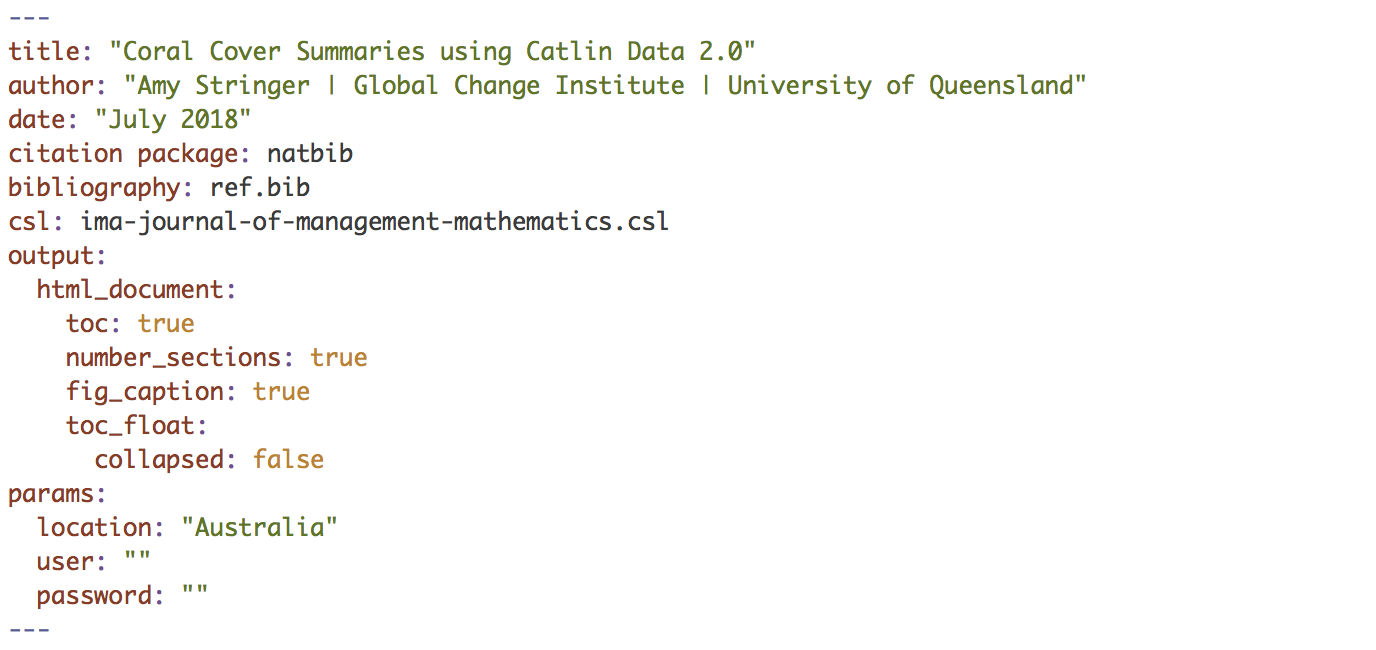 ---
title: "Coral Cover Summaries using Catlin Data 2.0"
author: "Amy Stringer | Global Change Institute | University of Queensland"
date: "July 2018"
citation package: natbib
bibliography: ref.bib
csl: ima-journal-of-management-mathematics.csl
output:
  html_document:
    toc: true
    number_sections: true
    fig_caption: true
    toc_float:
      collapsed: false
params:
  location: "Australia"
  user: ""
  password: ""
---